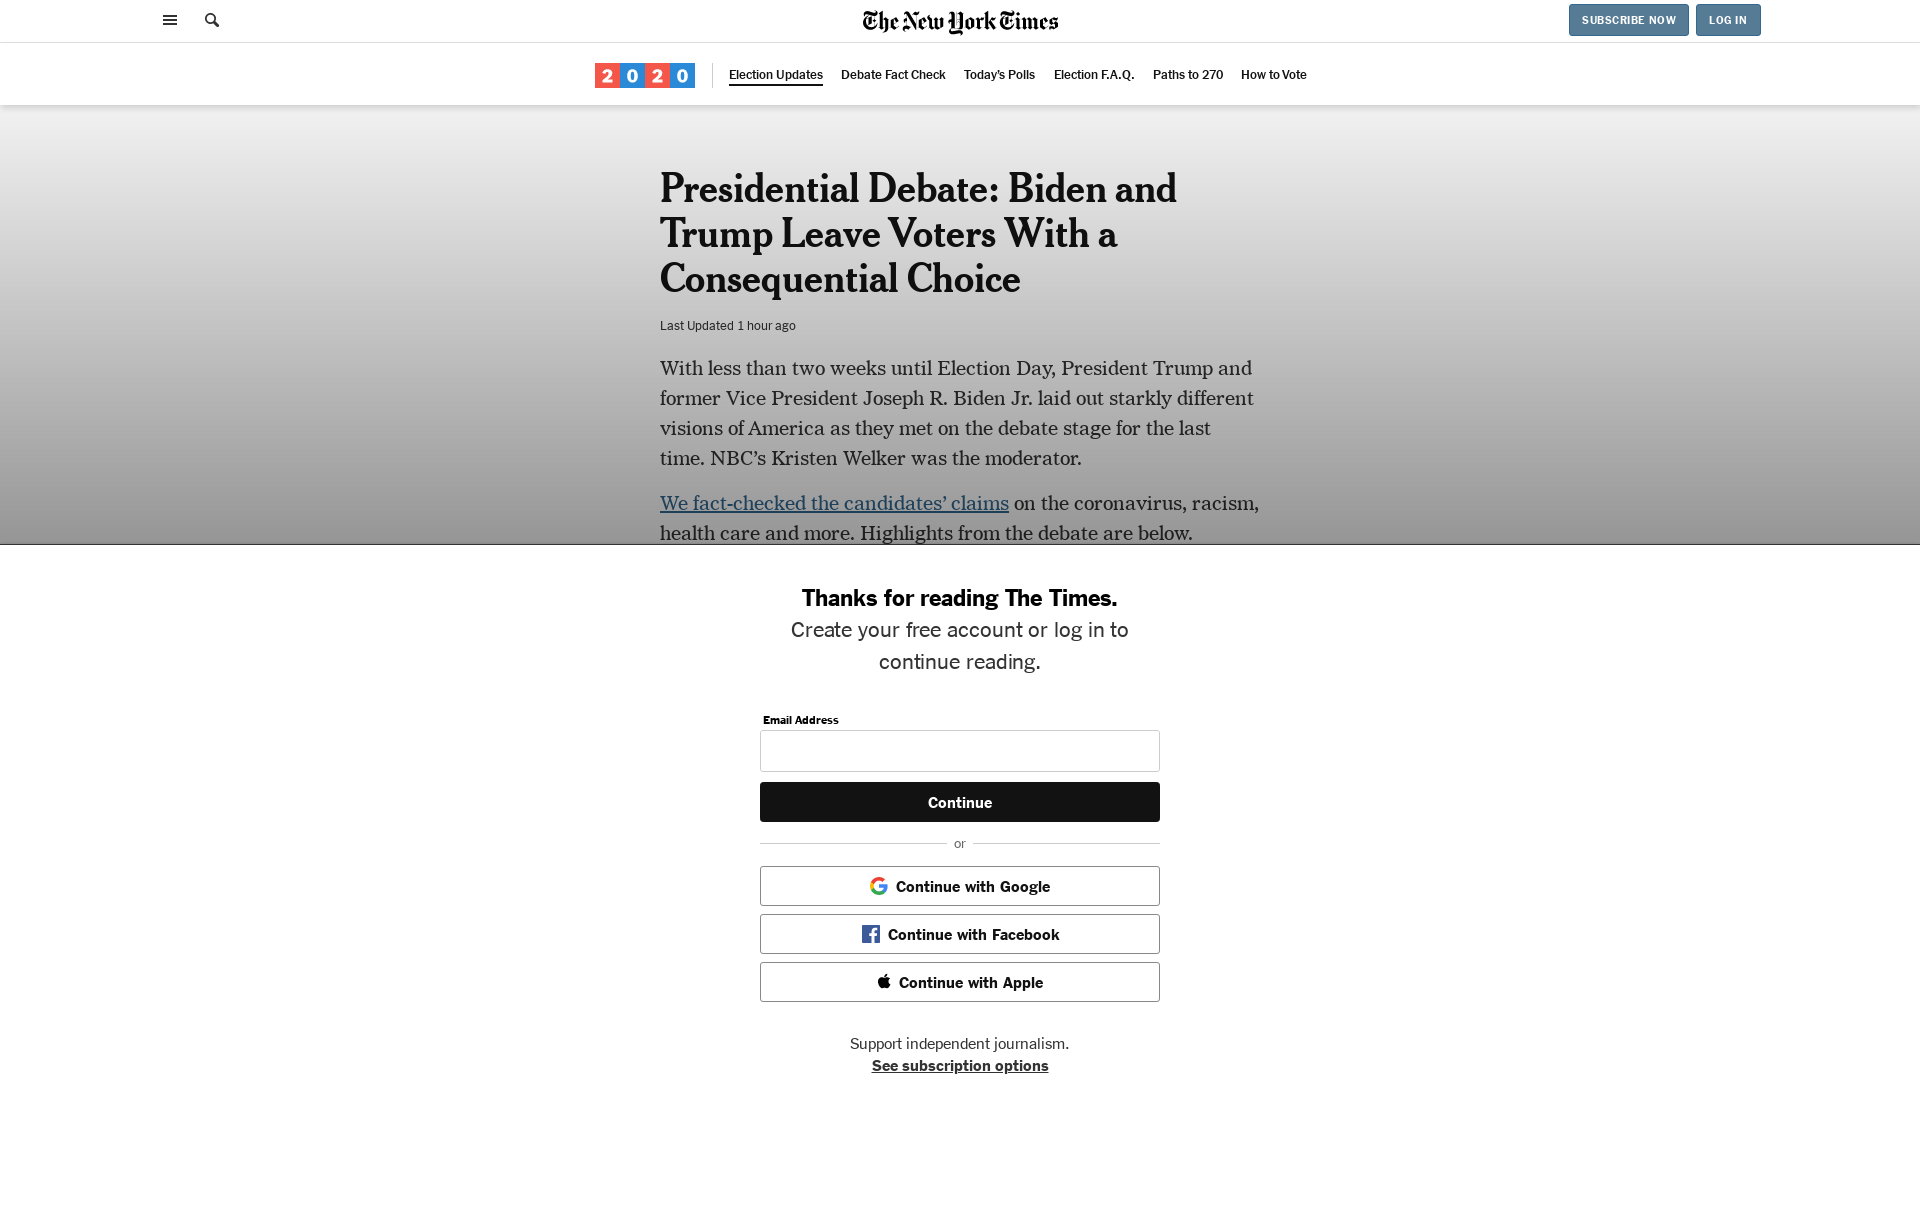 The New York Times
SUBSCRIBE NOW
LOG IN
2020
Election Updates
Debate Fact Check
Today's Polls
Election F.A.Q.
Paths to 270
How to Vote
Presidential Debate: Biden and
Trump Leave Voters With a
Consequential Choice
Last Updated 1 hour ago
With less than two weeks until Election Day, President Trump and
former Vice President Joseph R. Biden Jr. laid out starkly different
visions of America as they met on the debate stage for the last
time. NBC’s Kristen Welker was the moderator.
We fact-checked the candidates’ claims on the coronavirus, racism,
health care and more. Highlights from the debate are below.
Thanks for reading The Times.
Create your free account or log in to
continue reading.
Email Address
Continue
or
Continue with Google
Continue with Facebook
Continue with Apple
Support independent journalism.
See subscription options